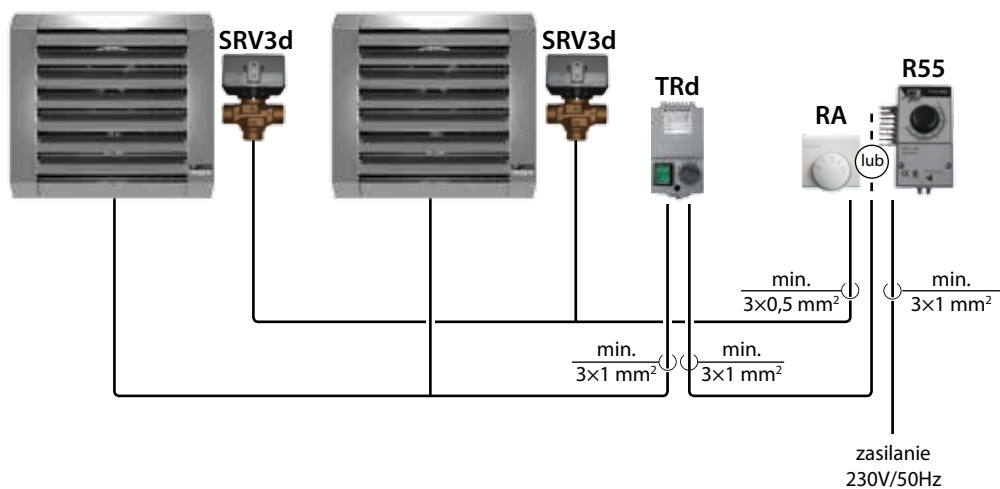 SRV3d
SRV3d
TRd
RA
R55
lub
min.
3×0,5 mm²
min.
3×1 mm²
min.
3×1 mm²
min.
3×1 mm²
zasilanie
230V/50Hz